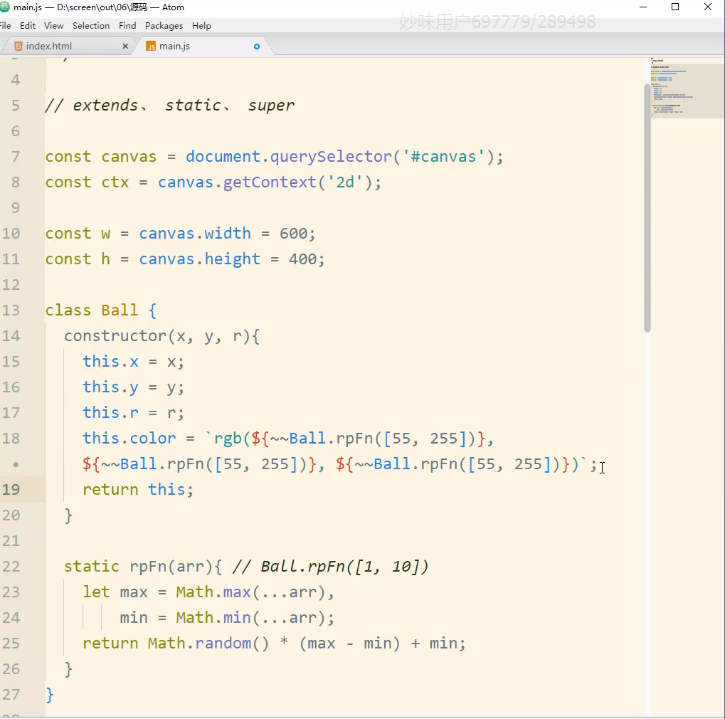 main.js — D:\screen\out\06\源码 — Atom
妙味用户697779/289498
File Edit View Selection Find Packages Help
index.html × main.js
4
5 // extends、 static、 super
6
7 const canvas = document.querySelector('#canvas');
8 const ctx = canvas.getContext('2d');
9
10 const w = canvas.width = 600;
11 const h = canvas.height = 400;
12
13 class Ball {
14 constructor(x, y, r){
15 this.x = x;
16 this.y = y;
17 this.r = r;
18 this.color = `rgb(${~~Ball.rpFn([55, 255])},
• ${~~Ball.rpFn([55, 255])}, ${~~Ball.rpFn([55, 255])})`;
19 return this;
20 }
21
22 static rpFn(arr){ // Ball.rpFn([1, 10])
23 let max = Math.max(...arr),
24 min = Math.min(...arr);
25 return Math.random() * (max - min) + min;
26 }
27 }